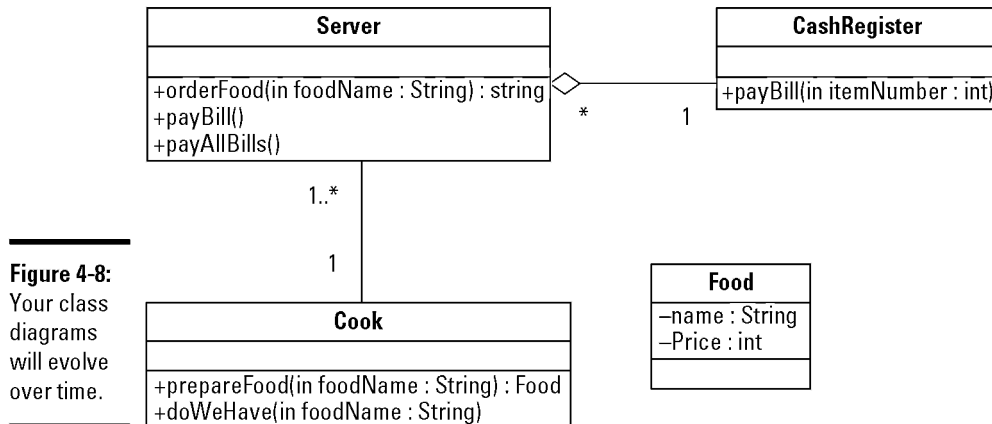 Server
+orderFood(in foodName : String) : string
+payBill()
+payAllBills()
CashRegister
+payBill(in itemNumber : int)
*
1
1..*
1
Figure 4-8:
Your class
diagrams
will evolve
over time.
Cook
+prepareFood(in foodName : String) : Food
+doWeHave(in foodName : String)
Food
–name : String
–Price : int